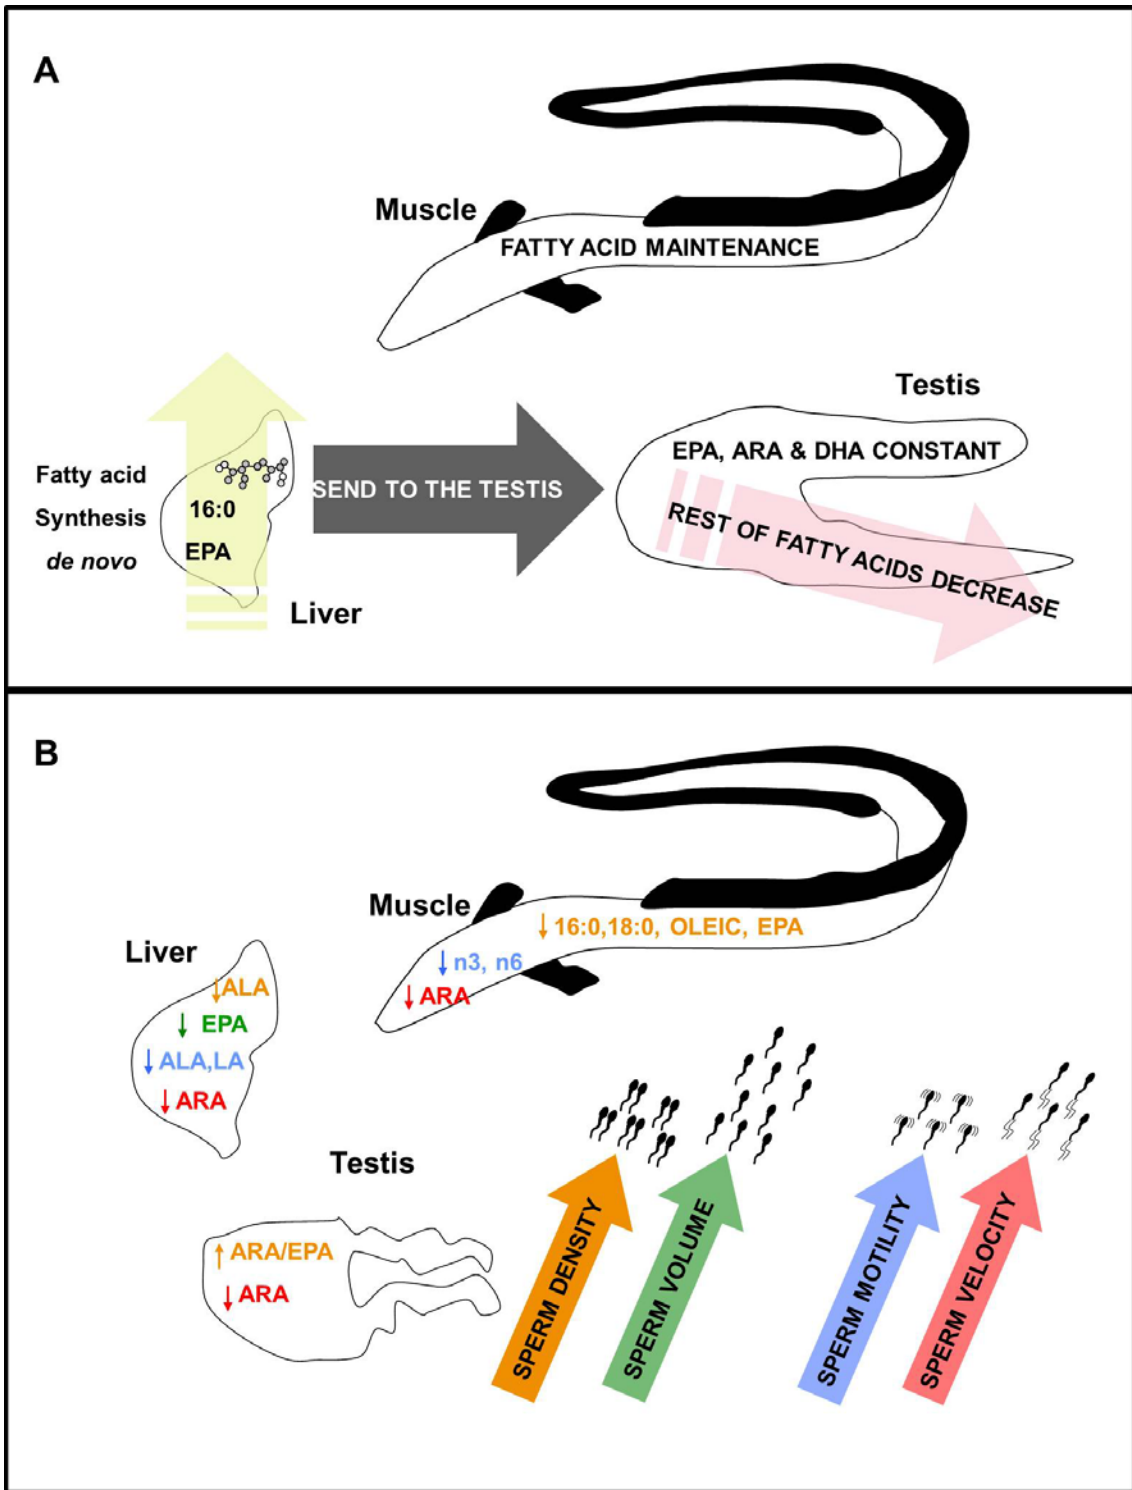 A
Muscle
FATTY ACID MAINTENANCE
Testis
EPA, ARA & DHA CONSTANT
REST OF FATTY ACIDS DECREASE
SEND TO THE TESTIS
Fatty acid
Synthesis
de novo
16:0
EPA
Liver
B
Muscle
↓ 16:0,18:0, OLEIC, EPA
↓ n3, n6
↓ ARA
Liver
↓ALA
↓ EPA
↓ ALA,LA
↓ ARA
Testis
↑ ARA/EPA
↓ ARA
SPERM DENSITY
SPERM VOLUME
SPERM MOTILITY
SPERM VELOCITY